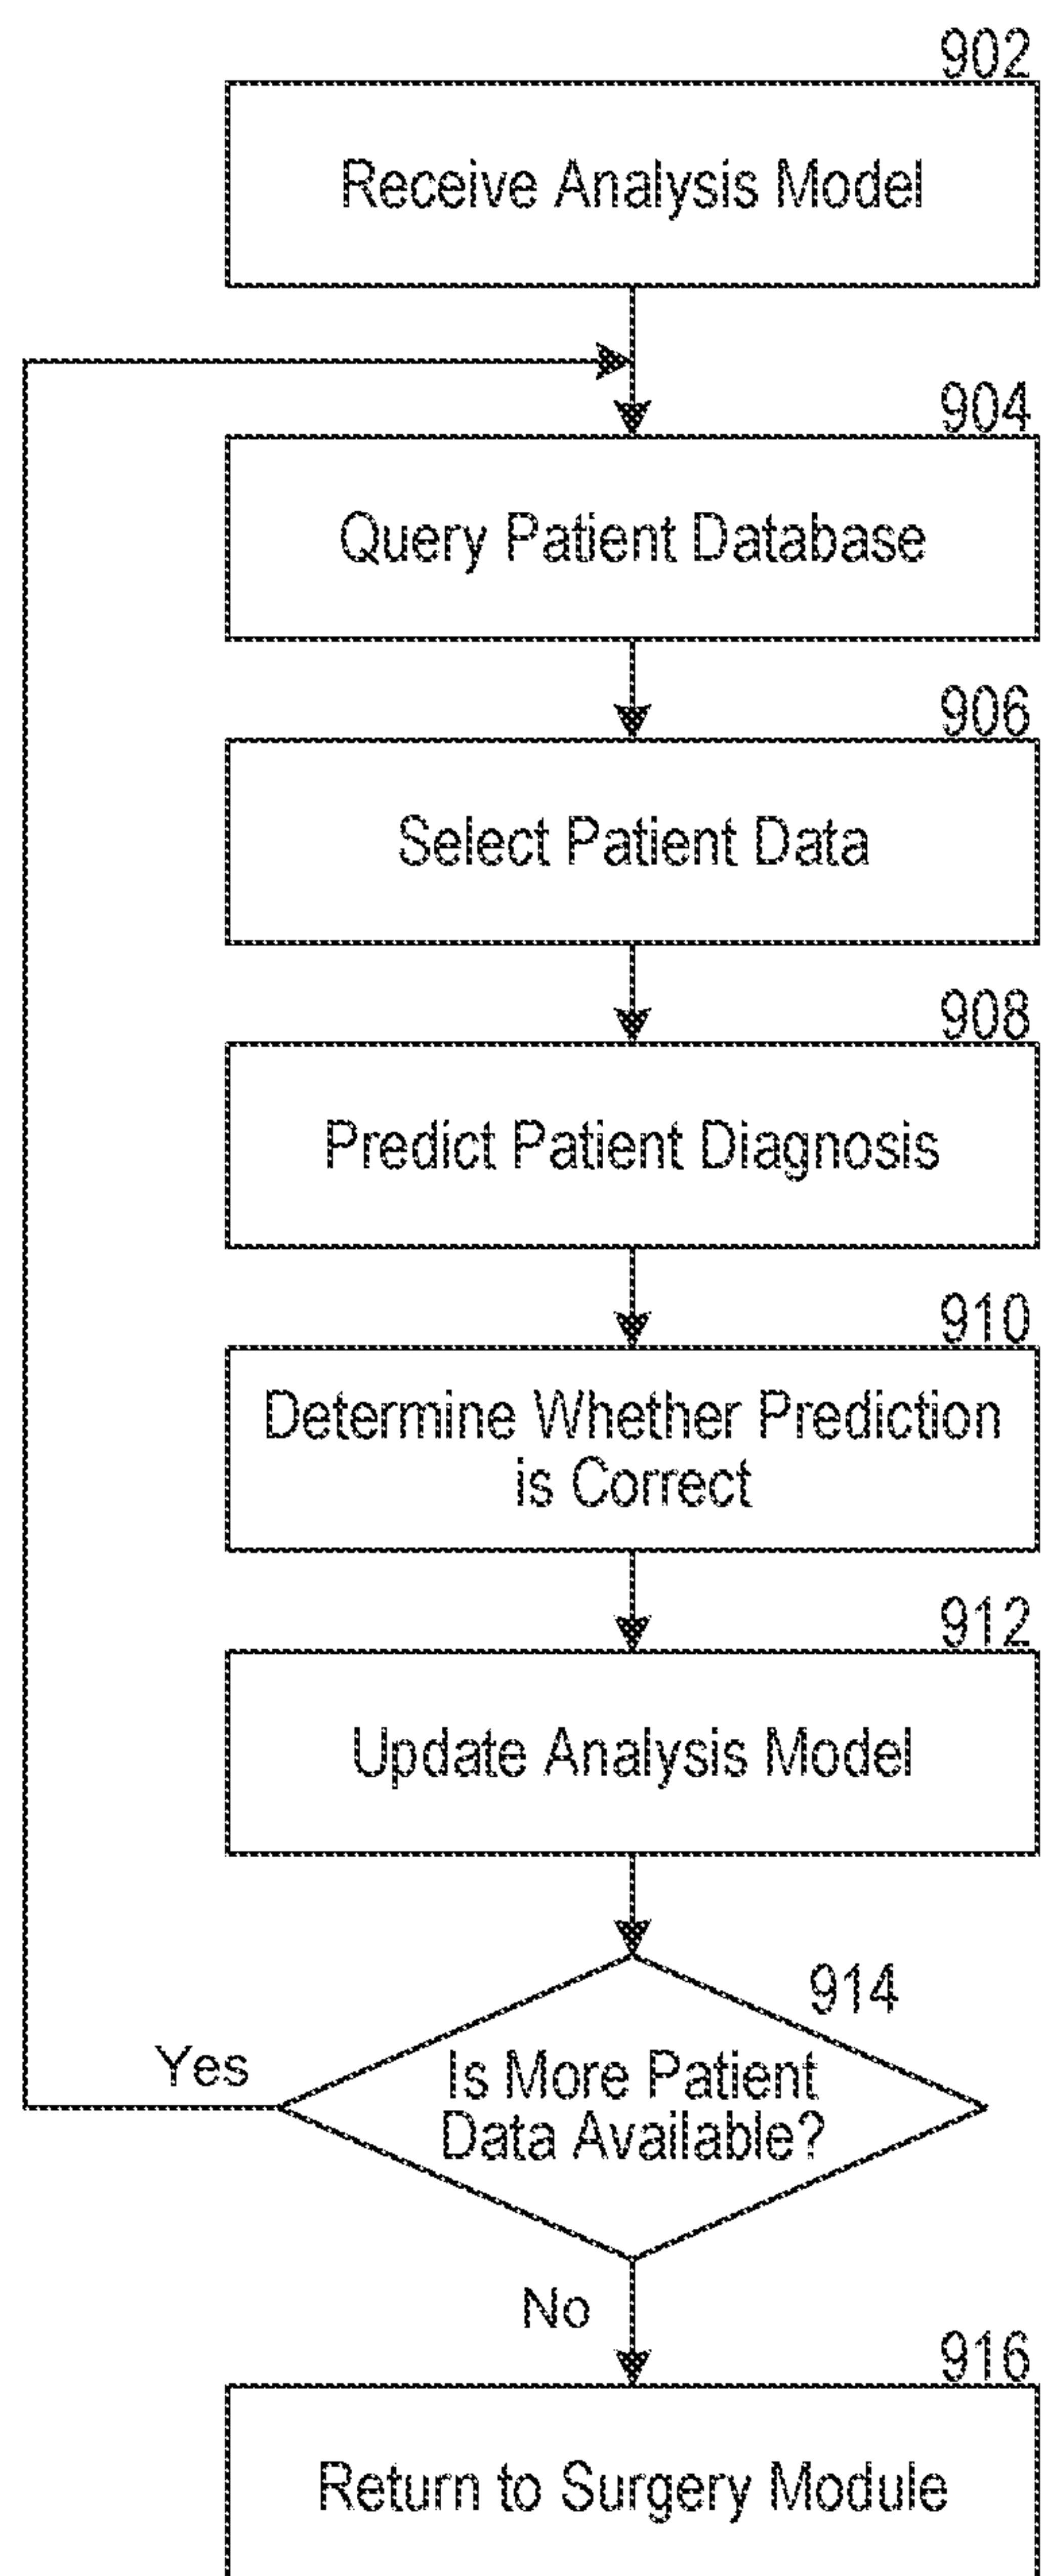 902
Receive Analysis Model
904
Query Patient Database
906
Select Patient Data
908
Predict Patient Diagnosis
910
Determine Whether Prediction
is Correct
912
Update Analysis Model
914
Is More Patient
Data Available?
Yes
No
916
Return to Surgery Module